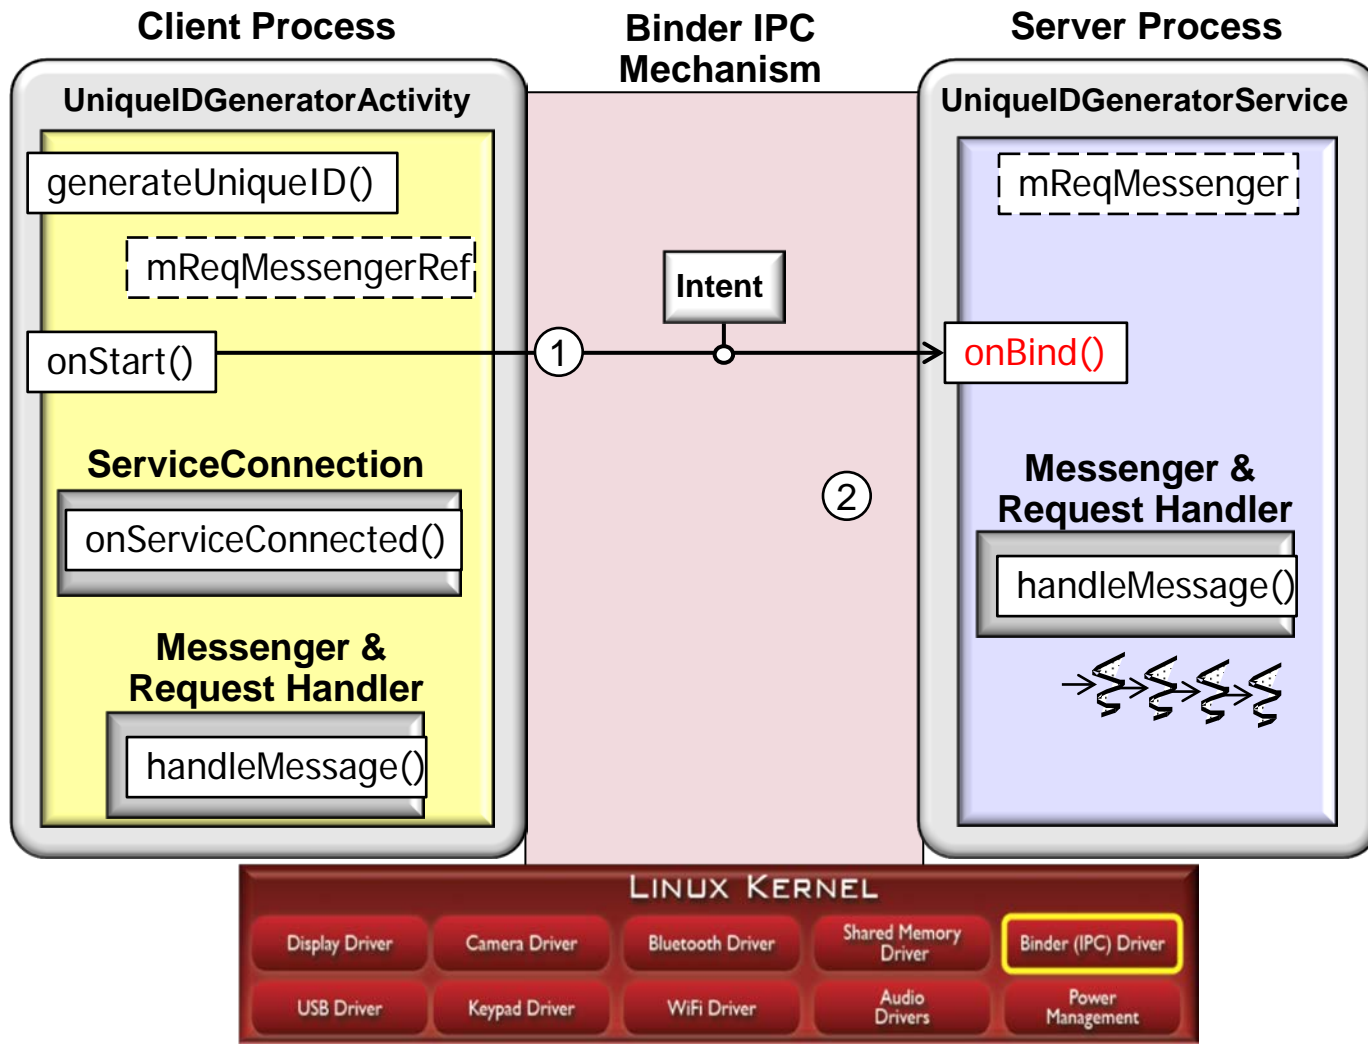 Client Process
Binder IPC
Mechanism
Server Process
UniqueIDGeneratorActivity
generateUniqueID()
mReqMessengerRef
onStart()
ServiceConnection
onServiceConnected()
Messenger &
Request Handler
handleMessage()
Intent
1
2
UniqueIDGeneratorService
mReqMessenger
onBind()
Messenger &
Request Handler
handleMessage()
LINUX KERNEL
Display Driver
Camera Driver
Bluetooth Driver
Shared Memory
Driver
Binder (IPC) Driver
USB Driver
Keypad Driver
WiFi Driver
Audio
Drivers
Power
Management